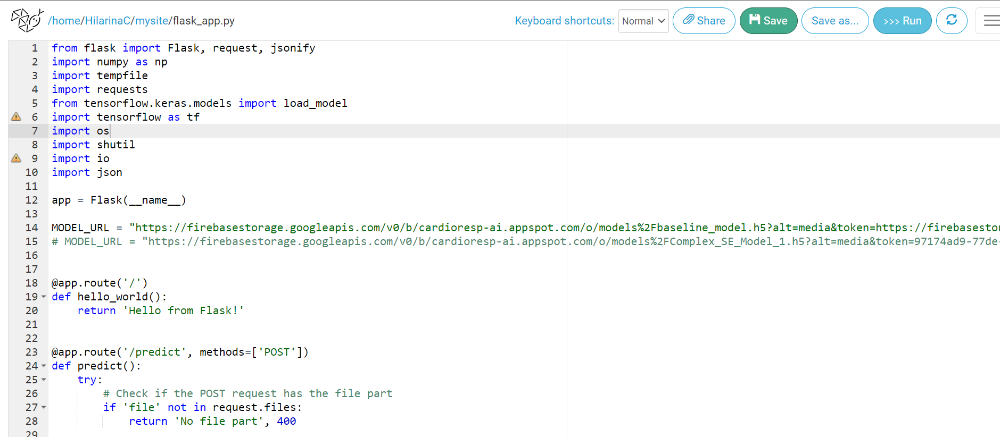 /home/HilarinaC/mysite/flask_app.py Keyboard shortcuts: Normal Share Save Save as... >>> Run
1 from flask import Flask, request, jsonify
2 import numpy as np
3 import tempfile
4 import requests
5 from tensorflow.keras.models import load_model
6 import tensorflow as tf
7 import os
8 import shutil
9 import io
10 import json
11
12 app = Flask(__name__)
13
14 MODEL_URL = "https://firebasestorage.googleapis.com/v0/b/cardioresp-ai.appspot.com/o/models%2Fbaseline_model.h5?alt=media&token=https://firebasestor
15 # MODEL_URL = "https://firebasestorage.googleapis.com/v0/b/cardioresp-ai.appspot.com/o/models%2FComplex_SE_Model_1.h5?alt=media&token=97174ad9-77de-
16
17
18 @app.route('/')
19 def hello_world():
20     return 'Hello from Flask!'
21
22
23 @app.route('/predict', methods=['POST'])
24 def predict():
25     try:
26         # Check if the POST request has the file part
27         if 'file' not in request.files:
28             return 'No file part', 400
29